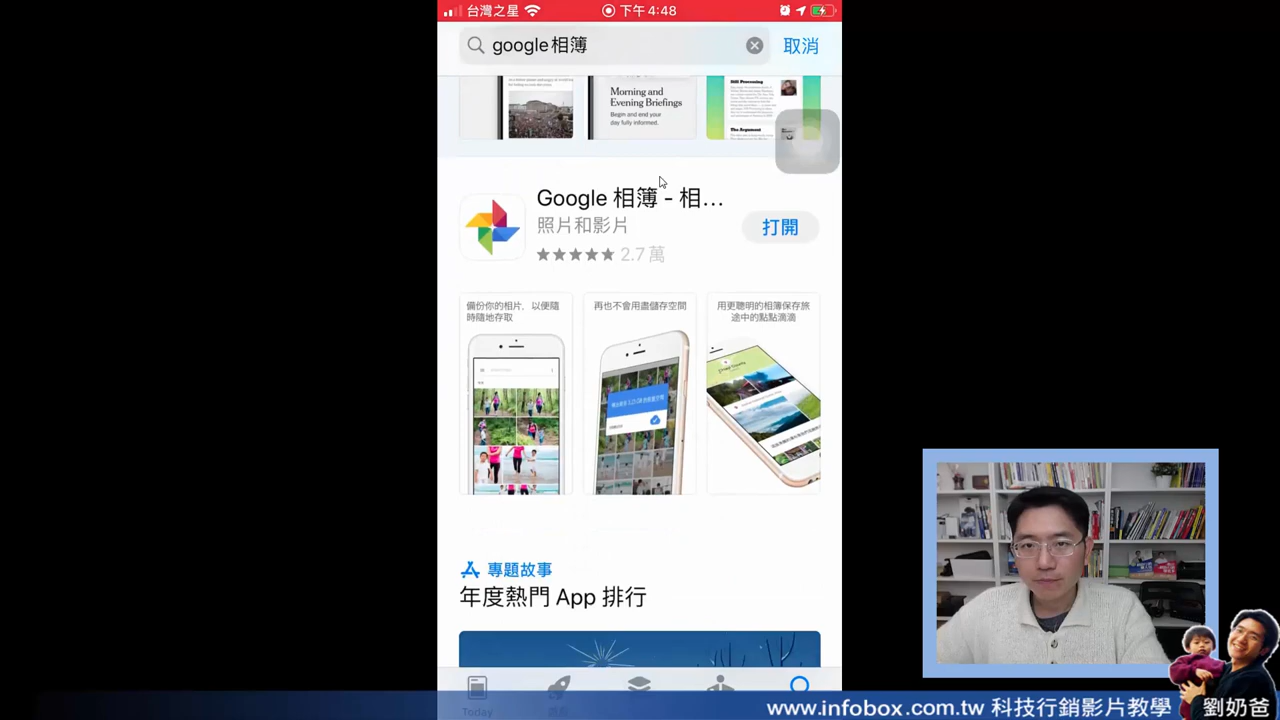 台灣之星
下午4:48
google相簿
取消
Morning and
Evening Briefings
Begin and end your
day fully informed.
Still Processing
The Argument
Google 相簿 - 相...
照片和影片
2.7 萬
打開
備份你的相片，以便隨
時隨地存取
再也不會用盡儲存空間
用更聰明的相簿保存旅
途中的點點滴滴
專題故事
年度熱門 App 排行
Today
www.infobox.com.tw 科技行銷影片教學
劉奶爸